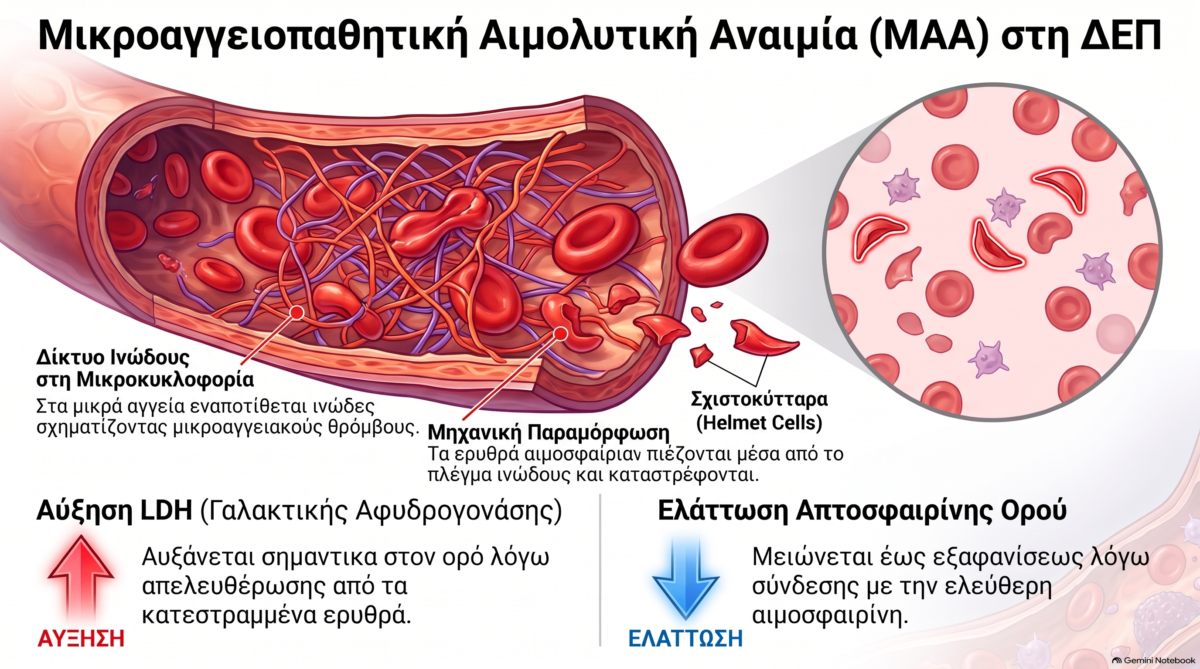 Μικροαγγειοπαθητική Αιμολυτική Αναιμία (ΜΑΑ) στη ΔΕΠ
Δίκτυο Ινώδους
στη Μικροκυκλοφορία
Στα μικρά αγγεία εναποτίθεται ινώδες
σχηματίζοντας μικροαγγειακούς θρόμβους.
Μηχανική Παραμόρφωση
Τα ερυθρά αιμοσφαίριαν πιέζονται μέσα από το
πλέγμα ινώδους και καταστρέφονται.
Σχιστοκύτταρα
(Helmet Cells)
Αύξηση LDH (Γαλακτικής Αφυδρογονάσης)
Αυξάνεται σημαντικα στον ορό λόγω
απελευθέρωσης από τα
κατεστραμμένα ερυθρά.
ΑΥΞΗΣΗ
Ελάττωση Απτοσφαιρίνης Ορού
Μειώνεται έως εξαφανίσεως λόγω
σύνδεσης με την ελεύθερη
αιμοσφαιρίνη.
ΕΛΑΤΤΩΣΗ
Gemini Notebook